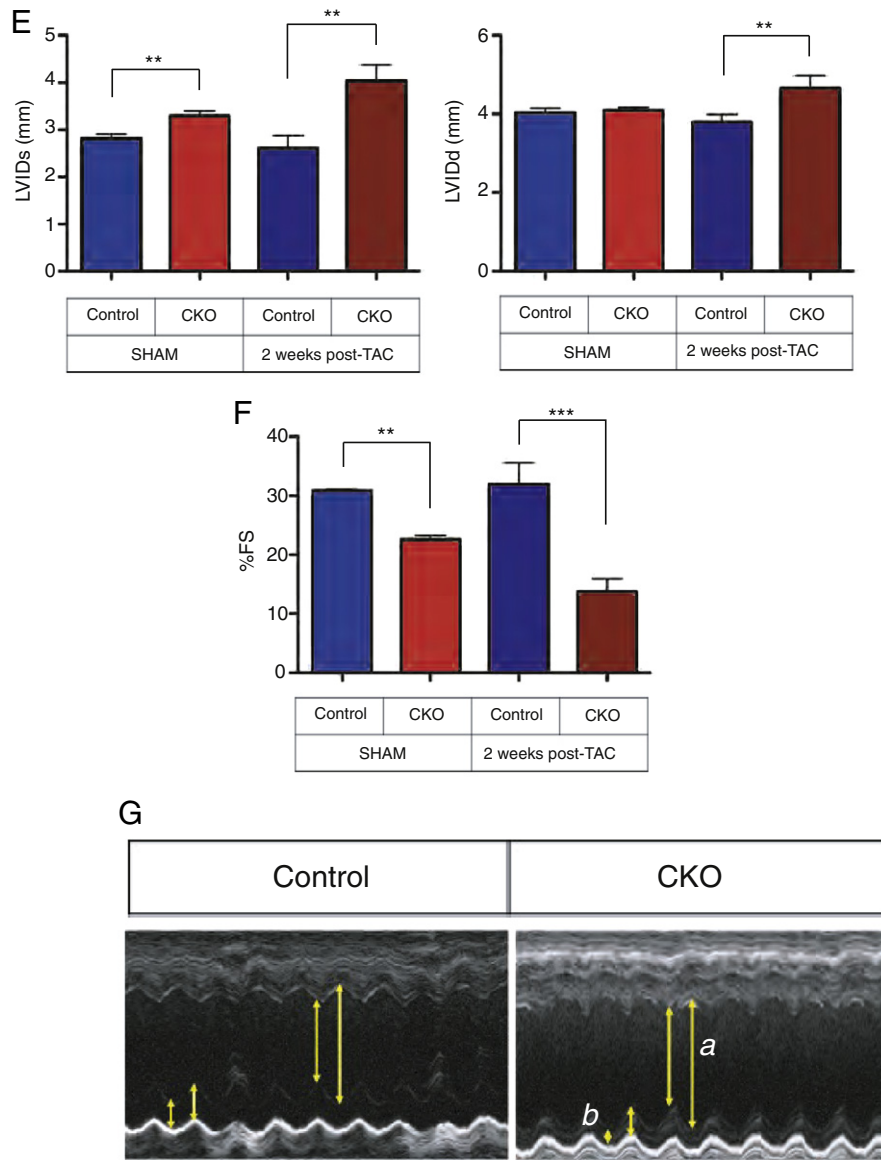 E
** **
5
4
3
2
1
0
LVIDs (mm)
Control CKO Control CKO
SHAM 2 weeks post-TAC
**
6
4
2
0
LVIDd (mm)
Control CKO Control CKO
SHAM 2 weeks post-TAC
F
** ***
40
30
20
10
0
%FS
Control CKO Control CKO
SHAM 2 weeks post-TAC
G
Control CKO
a
b